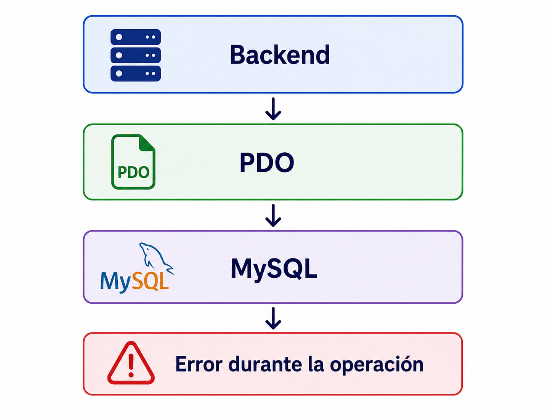 Backend
PDO
PDO
MySQL
MySQL
Error durante la operación